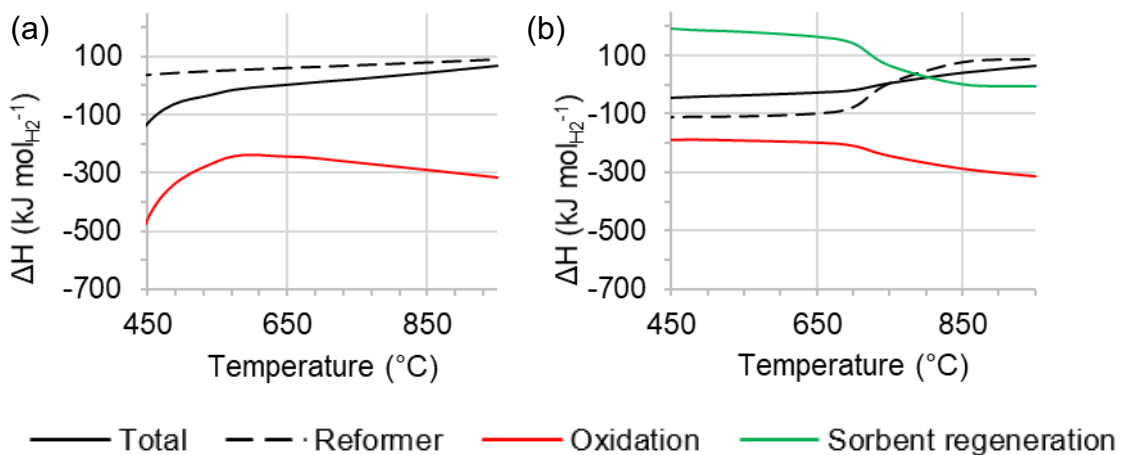 (a)
ΔH (kJ mol_H2^-1)
100
-100
-300
-500
-700
450 650 850
Temperature (°C)
(b)
ΔH (kJ mol_H2^-1)
100
-100
-300
-500
-700
450 650 850
Temperature (°C)
Total Reformer Oxidation Sorbent regeneration